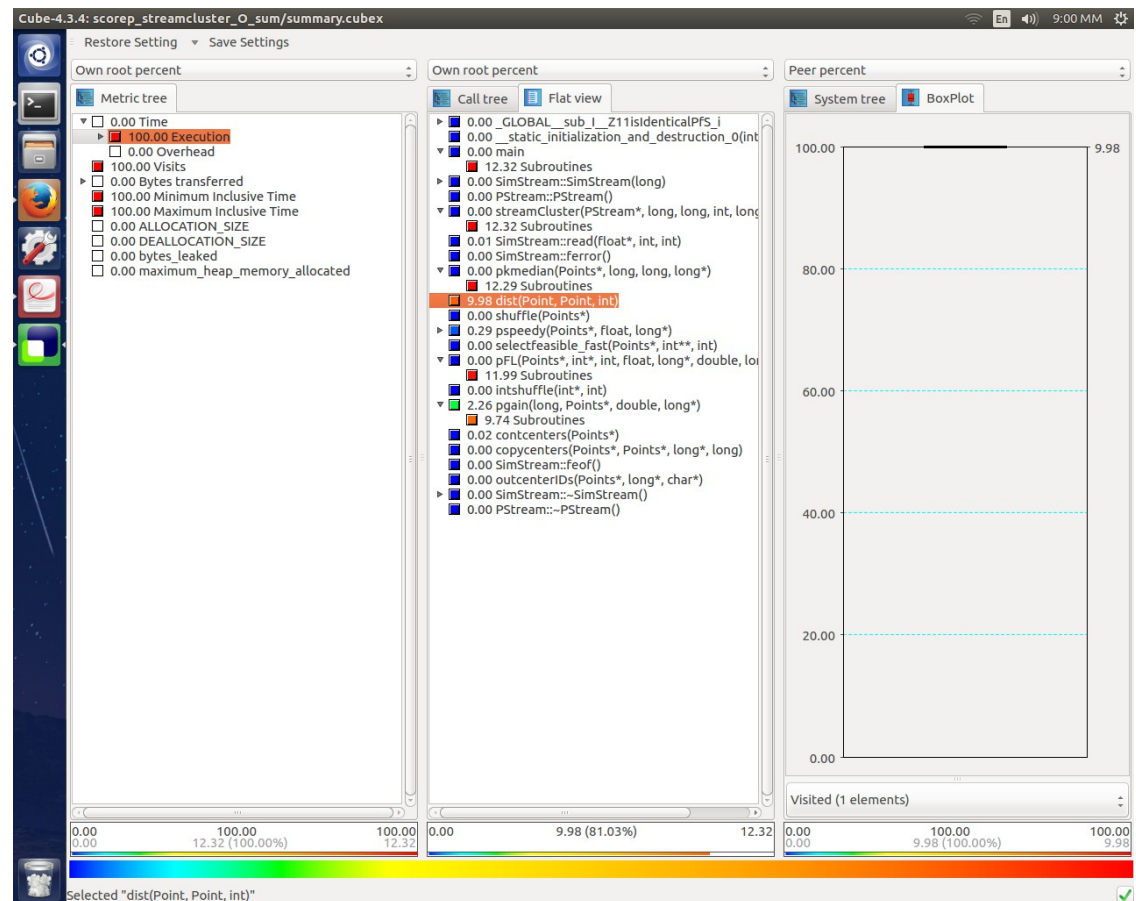 Cube-4.3.4: scorep_streamcluster_O_sum/summary.cubex
En
9:00 MM
Restore Setting
Save Settings
Own root percent
Metric tree
0.00 Time
100.00 Execution
0.00 Overhead
100.00 Visits
0.00 Bytes transferred
100.00 Minimum Inclusive Time
100.00 Maximum Inclusive Time
0.00 ALLOCATION_SIZE
0.00 DEALLOCATION_SIZE
0.00 bytes_leaked
0.00 maximum_heap_memory_allocated
0.00 100.00 100.00
0.00 12.32 (100.00%) 12.32
Own root percent
Call tree
Flat view
0.00 _GLOBAL__sub_I__Z11isIdenticalPfS_i
0.00 __static_initialization_and_destruction_0(int
0.00 main
12.32 Subroutines
0.00 SimStream::SimStream(long)
0.00 PStream::PStream()
0.00 streamCluster(PStream*, long, long, int, long
12.32 Subroutines
0.01 SimStream::read(float*, int, int)
0.00 SimStream::ferror()
0.00 pkmedian(Points*, long, long, long*)
12.29 Subroutines
9.98 dist(Point, Point, int)
0.00 shuffle(Points*)
0.29 pspeedy(Points*, float, long*)
0.00 selectfeasible_fast(Points*, int**, int)
0.00 pFL(Points*, int*, int, float, long*, double, lo
11.99 Subroutines
0.00 intshuffle(int*, int)
2.26 pgain(long, Points*, double, long*)
9.74 Subroutines
0.02 contcenters(Points*)
0.00 copycenters(Points*, Points*, long*, long)
0.00 SimStream::feof()
0.00 outcenterIDs(Points*, long*, char*)
0.00 SimStream::~SimStream()
0.00 PStream::~PStream()
0.00 9.98 (81.03%) 12.32
Peer percent
System tree
BoxPlot
100.00 9.98
80.00
60.00
40.00
20.00
0.00
Visited (1 elements)
0.00 100.00 100.00
0.00 9.98 (100.00%) 9.98
Selected "dist(Point, Point, int)"